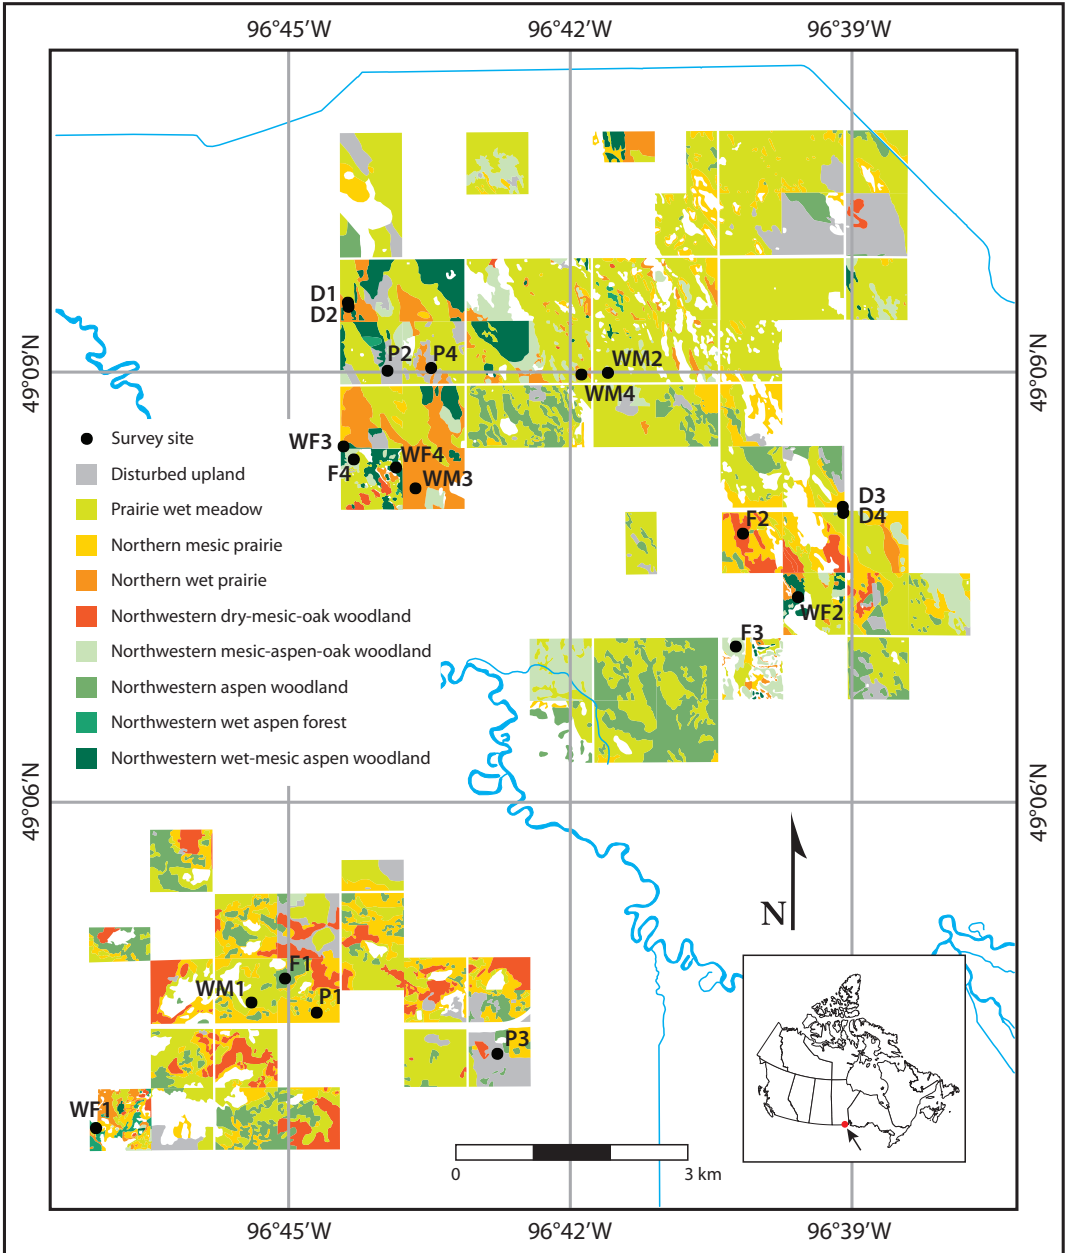 96°45′W 96°42′W 96°39′W
D1
D2
P2 P4
WM2
WM4
49°09′N
49°09′N
WF3
WF4
F4
WM3
Survey site
Disturbed upland
Prairie wet meadow
Northern mesic prairie
Northern wet prairie
Northwestern dry-mesic-oak woodland
Northwestern mesic-aspen-oak woodland
Northwestern aspen woodland
Northwestern wet aspen forest
Northwestern wet-mesic aspen woodland
D3
D4
F2
WF2
F3
49°06′N
49°06′N
N
F1
WM1
P1
P3
WF1
0 3 km
96°45′W 96°42′W 96°39′W